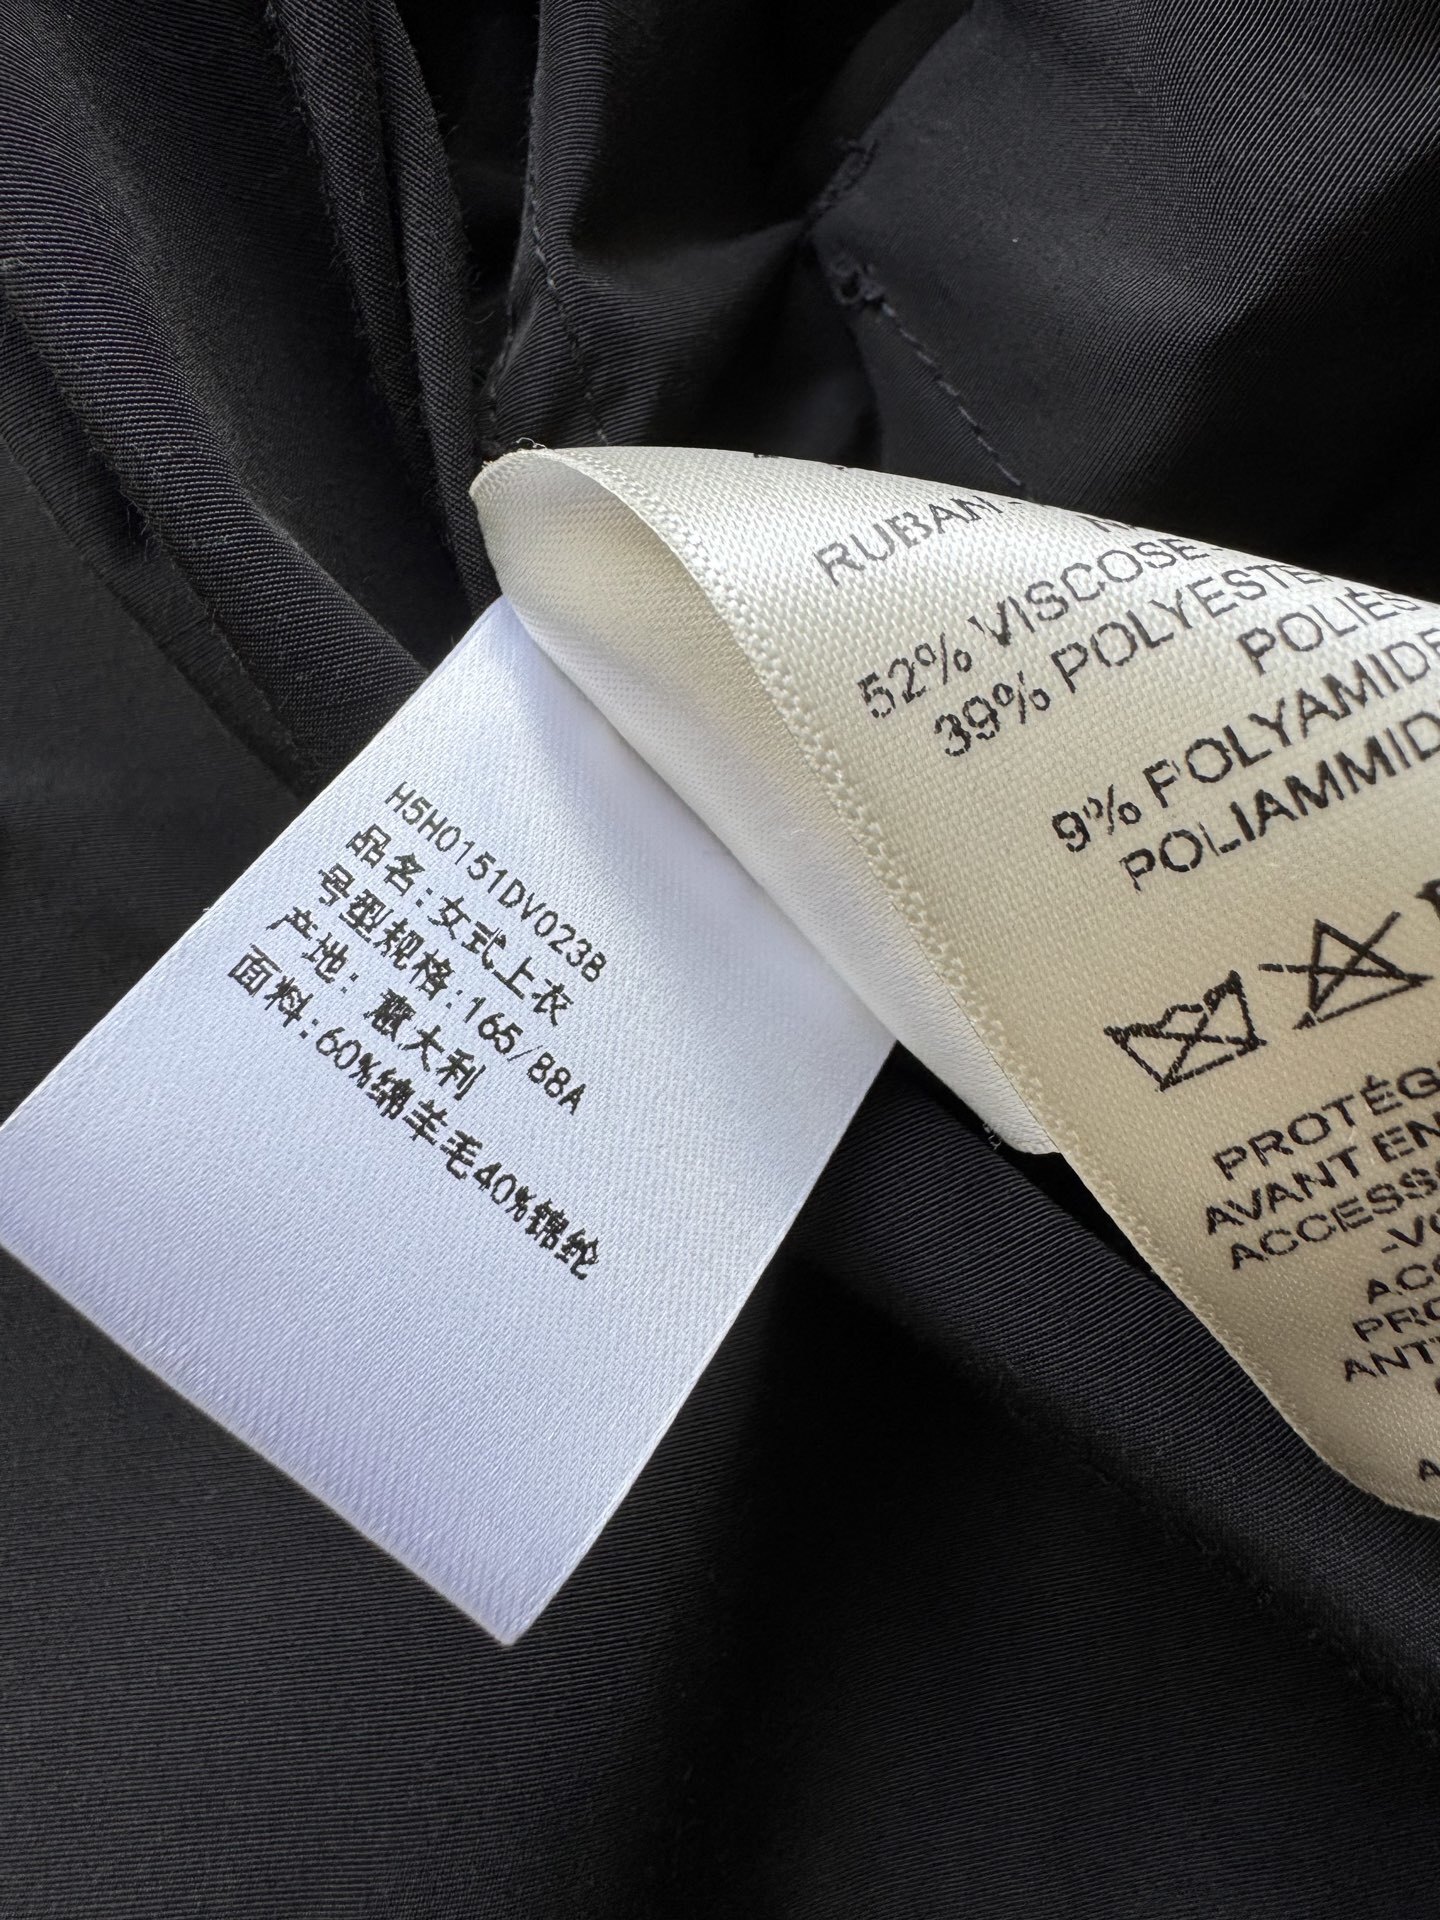 H5H0151DV0238
品名:女式上衣
号型规格:165/88A
产地:意大利
面料:60%绵羊毛40%锦纶
RUBAN
52% VISCOSE
39% POLYESTE
POLIÉS
9% POLYAMIDE
POLIAMMID
PROTÉG
AVANT EN
ACCESS